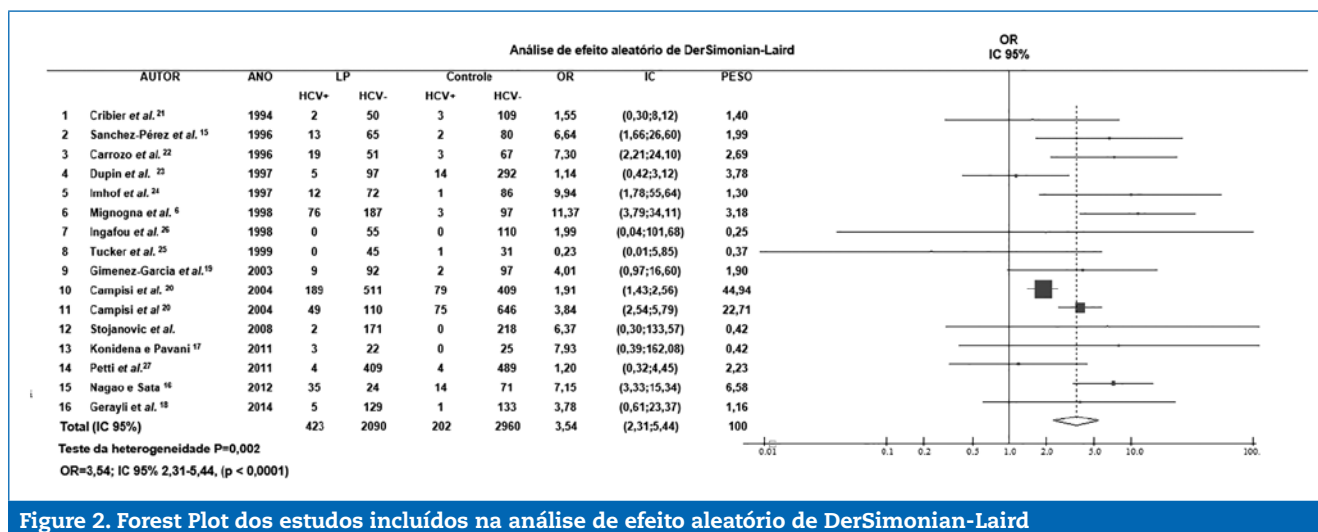 OR
IC 95%
Análise de efeito aleatório de DerSimonian-Laird
AUTOR ANO LP Controle OR IC PESO
HCV+ HCV- HCV+ HCV-
1 Cribier et al. 21 1994 2 50 3 109 1,55 (0,30;8,12) 1,40
2 Sanchez-Pérez et al. 15 1996 13 65 2 80 6,64 (1,66;26,60) 1,99
3 Carrozo et al. 22 1996 19 51 3 67 7,30 (2,21;24,10) 2,69
4 Dupin et al. 23 1997 5 97 14 292 1,14 (0,42;3,12) 3,78
5 Imhof et al. 24 1997 12 72 1 86 9,94 (1,78;55,64) 1,30
6 Mignogna et al. 6 1998 76 187 3 97 11,37 (3,79;34,11) 3,18
7 Ingafou et al. 26 1998 0 55 0 110 1,99 (0,04;101,68) 0,25
8 Tucker et al. 25 1999 0 45 1 31 0,23 (0,01;5,85) 0,37
9 Gimenez-Garcia et al.19 2003 9 92 2 97 4,01 (0,97;16,60) 1,90
10 Campisi et al. 20 2004 189 511 79 409 1,91 (1,43;2,56) 44,94
11 Campisi et al 20 2004 49 110 75 646 3,84 (2,54;5,79) 22,71
12 Stojanovic et al. 2008 2 171 0 218 6,37 (0,30;133,57) 0,42
13 Konidena e Pavani 17 2011 3 22 0 25 7,93 (0,39;162,08) 0,42
14 Petti et al.27 2011 4 409 4 489 1,20 (0,32;4,45) 2,23
15 Nagao e Sata 16 2012 35 24 14 71 7,15 (3,33;15,34) 6,58
16 Gerayli et al. 18 2014 5 129 1 133 3,78 (0,61;23,37) 1,16
Total (IC 95%) 423 2090 202 2960 3,54 (2,31;5,44) 100
0.01 0.1 0.2 0.5 1.0 2.0 5.0 10.0 100.
Teste da heterogeneidade P=0,002
OR=3,54; IC 95% 2,31-5,44, (p < 0,0001)
Figure 2. Forest Plot dos estudos incluídos na análise de efeito aleatório de DerSimonian-Laird